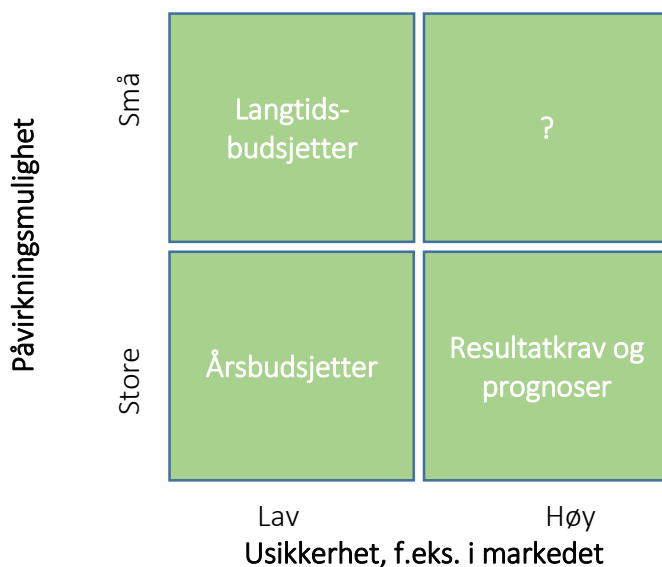 Påvirkningsmulighet
Små
Langtids-
budsjetter
?
Store
Årsbudsjetter
Resultatkrav og
prognoser
Lav
Høy
Usikkerhet, f.eks. i markedet